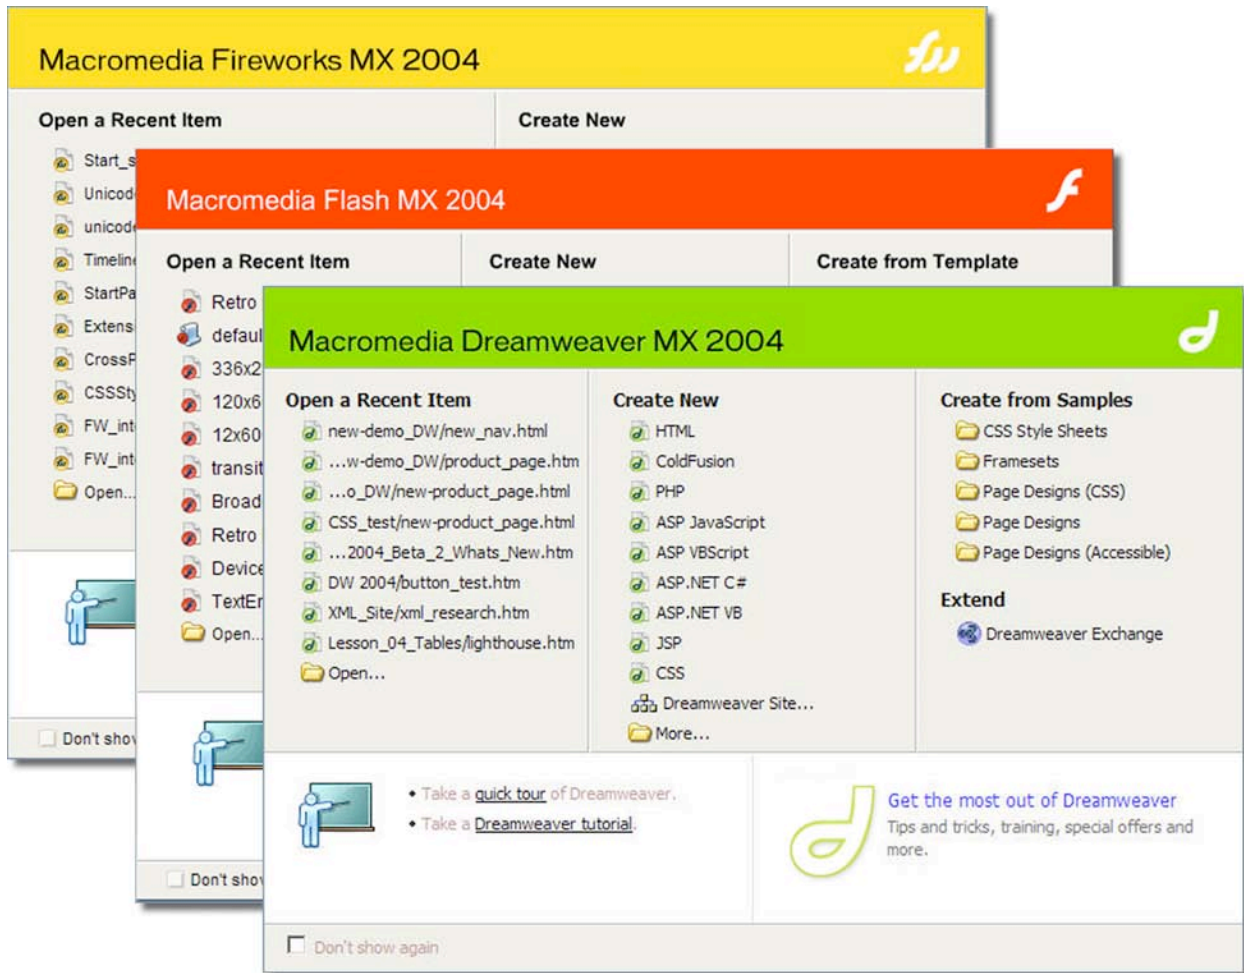 Macromedia Fireworks MX 2004
fw
Open a Recent Item
Create New
Start_s
Unicod
unicode
Timeline
StartPa
Extens
CrossP
CSSSty
FW_int
FW_int
Open...
Don't show
Macromedia Flash MX 2004
f
Open a Recent Item
Create New
Create from Template
Retro
defaul
336x2
120x6
12x60
transit
Broad
Retro
Device
TextEr
Open...
Don't show
Macromedia Dreamweaver MX 2004
d
Open a Recent Item
new-demo_DW/new_nav.html
...w-demo_DW/product_page.htm
...o_DW/new-product_page.html
CSS_test/new-product_page.html
...2004_Beta_2_Whats_New.htm
DW 2004/button_test.htm
XML_Site/xml_research.htm
Lesson_04_Tables/lighthouse.htm
Open...
Create New
HTML
ColdFusion
PHP
ASP JavaScript
ASP VBScript
ASP.NET C#
ASP.NET VB
JSP
CSS
Dreamweaver Site...
More...
Create from Samples
CSS Style Sheets
Framesets
Page Designs (CSS)
Page Designs
Page Designs (Accessible)
Extend
Dreamweaver Exchange
• Take a quick tour of Dreamweaver.
• Take a Dreamweaver tutorial.
d
Get the most out of Dreamweaver
Tips and tricks, training, special offers and
more.
Don't show again